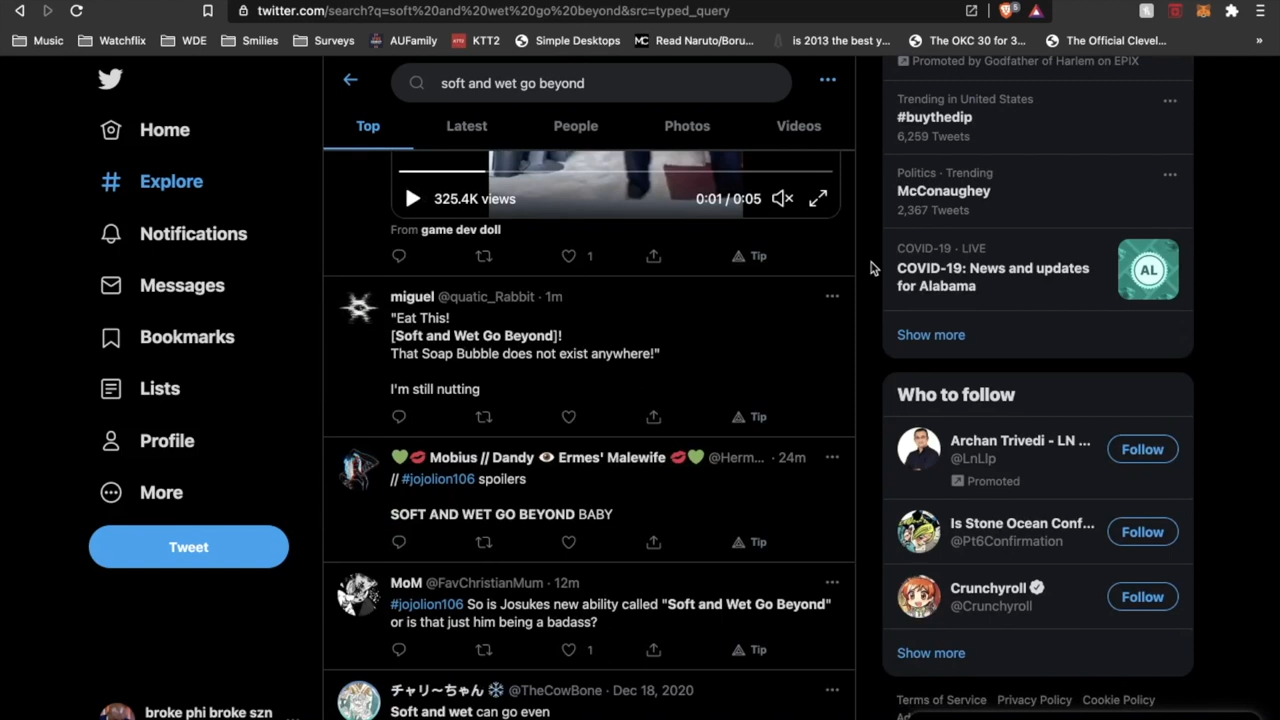 twitter.com/search?q=soft%20and%20wet%20go%20beyond&src=typed_query
5
Music
Watchflix
WDE
Smilies
Surveys
AUFamily
KTT2
Simple Desktops
MC Read Naruto/Boru...
is 2013 the best y...
The OKC 30 for 3...
The Official Clevel...
»
Home
Explore
Notifications
Messages
Bookmarks
Lists
Profile
More
Tweet
broke phi broke szn
soft and wet go beyond
Top
Latest
People
Photos
Videos
325.4K views
0:01 / 0:05
From game dev doll
1
Tip
miguel @quatic_Rabbit · 1m
"Eat This!
[Soft and Wet Go Beyond]!
That Soap Bubble does not exist anywhere!"
I'm still nutting
Tip
💚💋 Mobius // Dandy 👁 Ermes' Malewife 💋💚 @Herm... · 24m
// #jojolion106 spoilers
SOFT AND WET GO BEYOND BABY
Tip
MoM @FavChristianMum · 12m
#jojolion106 So is Josukes new ability called "Soft and Wet Go Beyond"
or is that just him being a badass?
1
Tip
チャリ〜ちゃん ❄ @TheCowBone · Dec 18, 2020
Soft and wet can go even
Promoted by Godfather of Harlem on EPIX
Trending in United States
#buythedip
6,259 Tweets
Politics · Trending
McConaughey
2,367 Tweets
COVID-19 · LIVE
COVID-19: News and updates
for Alabama
AL
Show more
Who to follow
Archan Trivedi - LN ...
@LnLlp
Promoted
Follow
Is Stone Ocean Conf...
@Pt6Confirmation
Follow
Crunchyroll
@Crunchyroll
Follow
Show more
Terms of Service
Privacy Policy
Cookie Policy